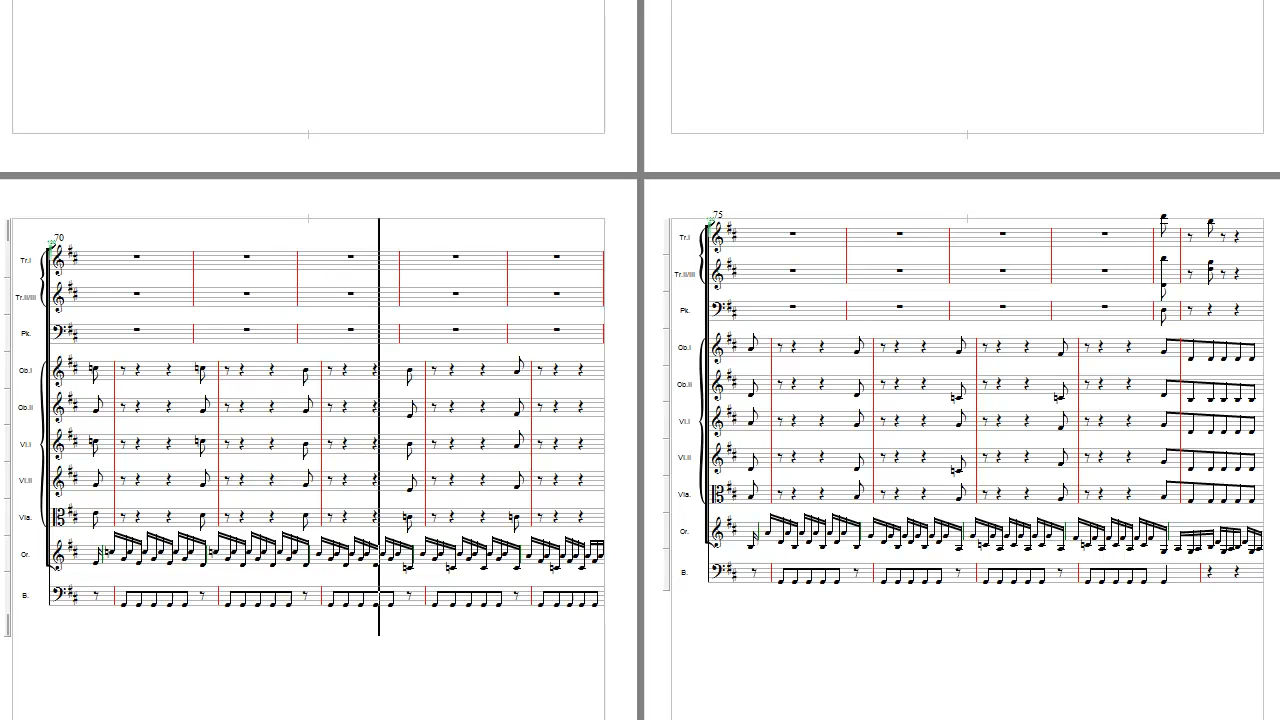 70
Tr.I
Tr.II/III
Pk.
Ob.I
Ob.II
Vl.I
Vl.II
Vla.
Or.
B.
75
Tr.I
Tr.II/III
Pk.
Ob.I
Ob.II
Vl.I
Vl.II
Vla.
Or.
B.